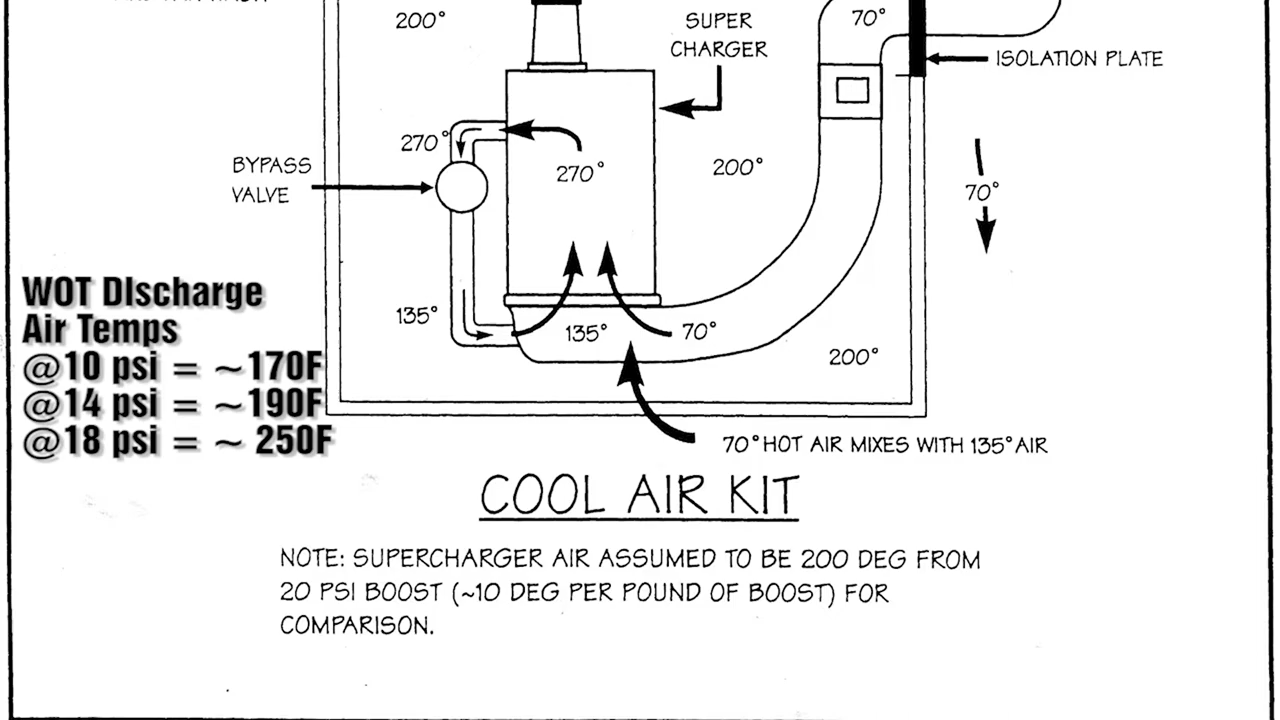 200°
70°
SUPER
CHARGER
ISOLATION PLATE
270°
270°
200°
BYPASS
VALVE
70°
WOT DIscharge
Air Temps
@10 psi = ~170F
@14 psi = ~190F
@18 psi = ~ 250F
135°
135°
70°
200°
70° HOT AIR MIXES WITH 135° AIR
COOL AIR KIT
NOTE: SUPERCHARGER AIR ASSUMED TO BE 200 DEG FROM
20 PSI BOOST (~10 DEG PER POUND OF BOOST) FOR
COMPARISON.